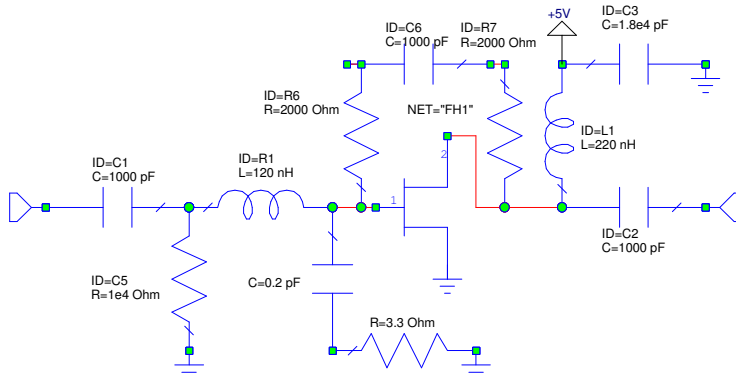 +5V
ID=C3
C=1.8e4 pF
ID=C6
C=1000 pF
ID=R7
R=2000 Ohm
ID=R6
R=2000 Ohm
NET="FH1"
ID=L1
L=220 nH
2
ID=C1
C=1000 pF
ID=R1
L=120 nH
1
ID=C2
C=1000 pF
ID=C5
R=1e4 Ohm
C=0.2 pF
R=3.3 Ohm